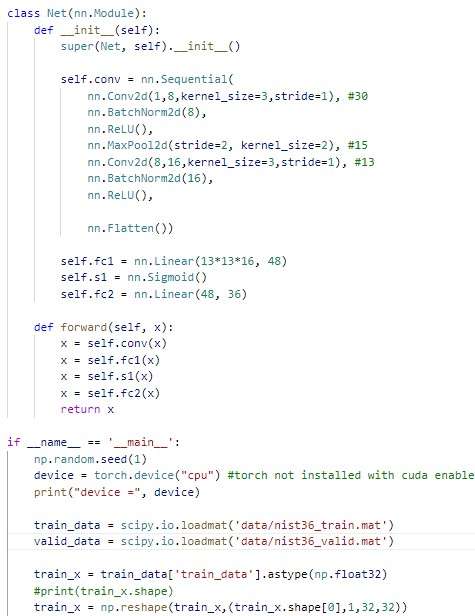 class Net(nn.Module):
    def __init__(self):
        super(Net, self).__init__()

        self.conv = nn.Sequential(
            nn.Conv2d(1,8,kernel_size=3,stride=1), #30
            nn.BatchNorm2d(8),
            nn.ReLU(),
            nn.MaxPool2d(stride=2, kernel_size=2), #15
            nn.Conv2d(8,16,kernel_size=3,stride=1), #13
            nn.BatchNorm2d(16),
            nn.ReLU(),

            nn.Flatten())

        self.fc1 = nn.Linear(13*13*16, 48)
        self.s1 = nn.Sigmoid()
        self.fc2 = nn.Linear(48, 36)

    def forward(self, x):
        x = self.conv(x)
        x = self.fc1(x)
        x = self.s1(x)
        x = self.fc2(x)
        return x

if __name__ == '__main__':
    np.random.seed(1)
    device = torch.device("cpu") #torch not installed with cuda enable
    print("device =", device)

    train_data = scipy.io.loadmat('data/nist36_train.mat')
    valid_data = scipy.io.loadmat('data/nist36_valid.mat')

    train_x = train_data['train_data'].astype(np.float32)
    #print(train_x.shape)
    train_x = np.reshape(train_x,(train_x.shape[0],1,32,32))